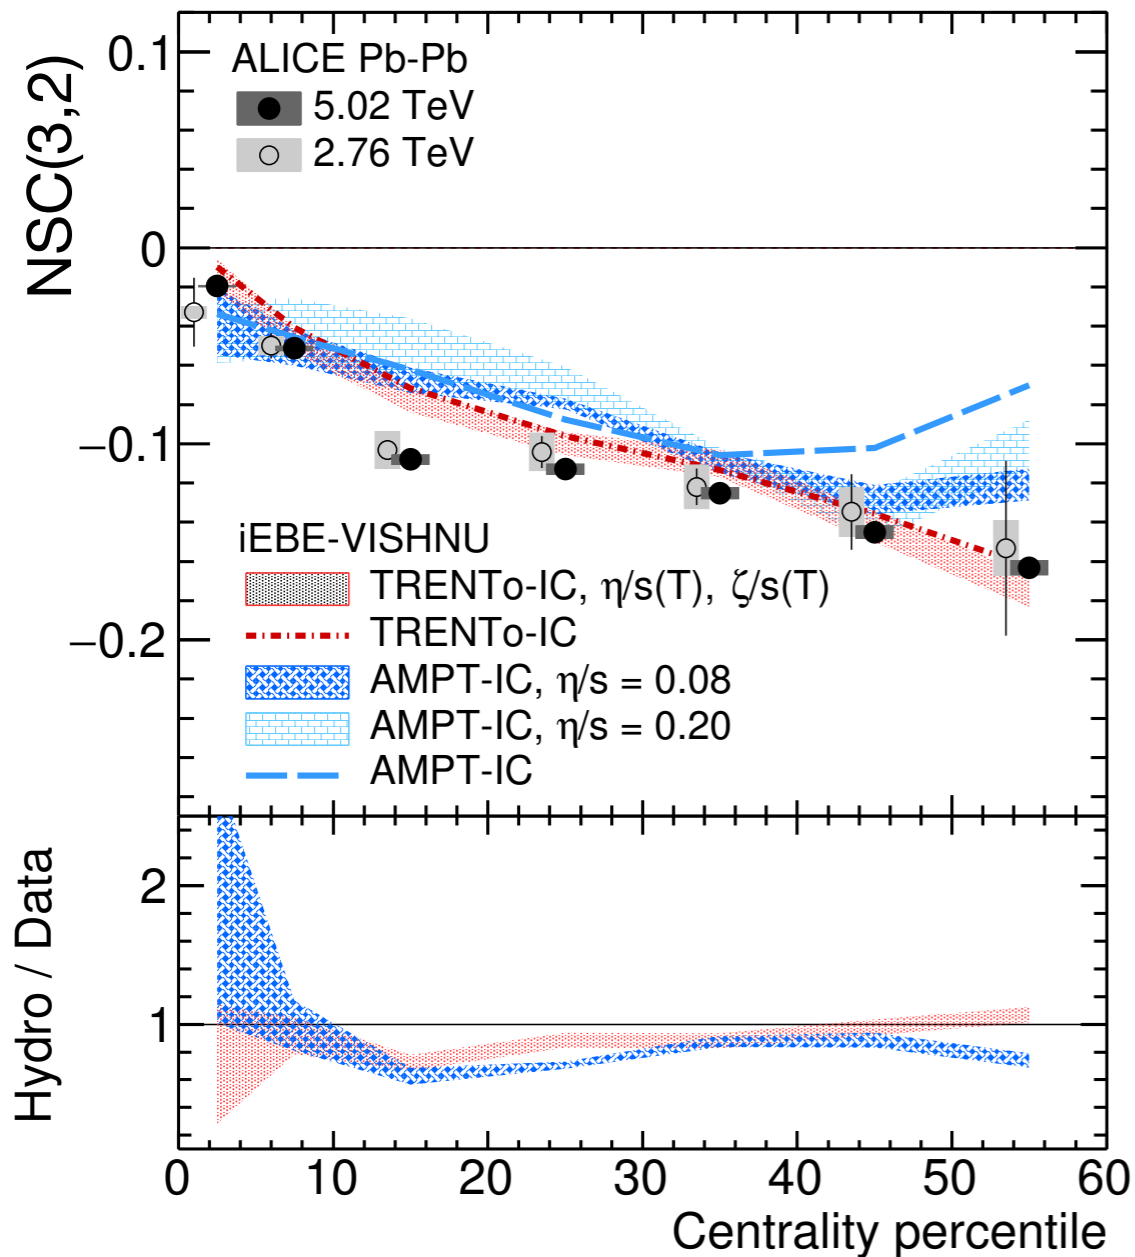 NSC(3,2)
0.1
0
−0.1
−0.2
ALICE Pb-Pb
5.02 TeV
2.76 TeV
iEBE-VISHNU
TRENTo-IC, η/s(T), ζ/s(T)
TRENTo-IC
AMPT-IC, η/s = 0.08
AMPT-IC, η/s = 0.20
AMPT-IC
Hydro / Data
2
1
0 10 20 30 40 50 60
Centrality percentile